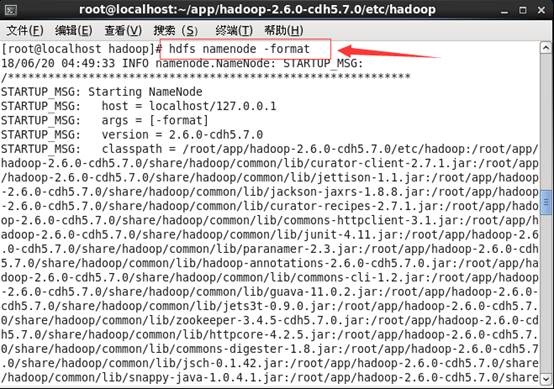 root@localhost:~/app/hadoop-2.6.0-cdh5.7.0/etc/hadoop
文件(F) 编辑(E) 查看(V) 搜索 (S) 终端(T) 帮助(H)
[root@localhost hadoop]# hdfs namenode -format
18/06/20 04:49:33 INFO namenode.NameNode: STARTUP_MSG:
/************************************************************
STARTUP_MSG: Starting NameNode
STARTUP_MSG:   host = localhost/127.0.0.1
STARTUP_MSG:   args = [-format]
STARTUP_MSG:   version = 2.6.0-cdh5.7.0
STARTUP_MSG:   classpath = /root/app/hadoop-2.6.0-cdh5.7.0/etc/hadoop:/root/app/
hadoop-2.6.0-cdh5.7.0/share/hadoop/common/lib/curator-client-2.7.1.jar:/root/app
/hadoop-2.6.0-cdh5.7.0/share/hadoop/common/lib/jettison-1.1.jar:/root/app/hadoop
-2.6.0-cdh5.7.0/share/hadoop/common/lib/jackson-jaxrs-1.8.8.jar:/root/app/hadoop
-2.6.0-cdh5.7.0/share/hadoop/common/lib/curator-recipes-2.7.1.jar:/root/app/hado
op-2.6.0-cdh5.7.0/share/hadoop/common/lib/commons-httpclient-3.1.jar:/root/app/h
adoop-2.6.0-cdh5.7.0/share/hadoop/common/lib/junit-4.11.jar:/root/app/hadoop-2.6
.0-cdh5.7.0/share/hadoop/common/lib/paranamer-2.3.jar:/root/app/hadoop-2.6.0-cdh
5.7.0/share/hadoop/common/lib/hadoop-annotations-2.6.0-cdh5.7.0.jar:/root/app/ha
doop-2.6.0-cdh5.7.0/share/hadoop/common/lib/commons-cli-1.2.jar:/root/app/hadoop
-2.6.0-cdh5.7.0/share/hadoop/common/lib/guava-11.0.2.jar:/root/app/hadoop-2.6.0-
cdh5.7.0/share/hadoop/common/lib/jets3t-0.9.0.jar:/root/app/hadoop-2.6.0-cdh5.7.
0/share/hadoop/common/lib/zookeeper-3.4.5-cdh5.7.0.jar:/root/app/hadoop-2.6.0-cd
h5.7.0/share/hadoop/common/lib/httpcore-4.2.5.jar:/root/app/hadoop-2.6.0-cdh5.7.
0/share/hadoop/common/lib/commons-digester-1.8.jar:/root/app/hadoop-2.6.0-cdh5.7
.0/share/hadoop/common/lib/jsch-0.1.42.jar:/root/app/hadoop-2.6.0-cdh5.7.0/share
/hadoop/common/lib/snappy-java-1.0.4.1.jar:/root/app/hadoop-2.6.0-cdh5.7.0/share